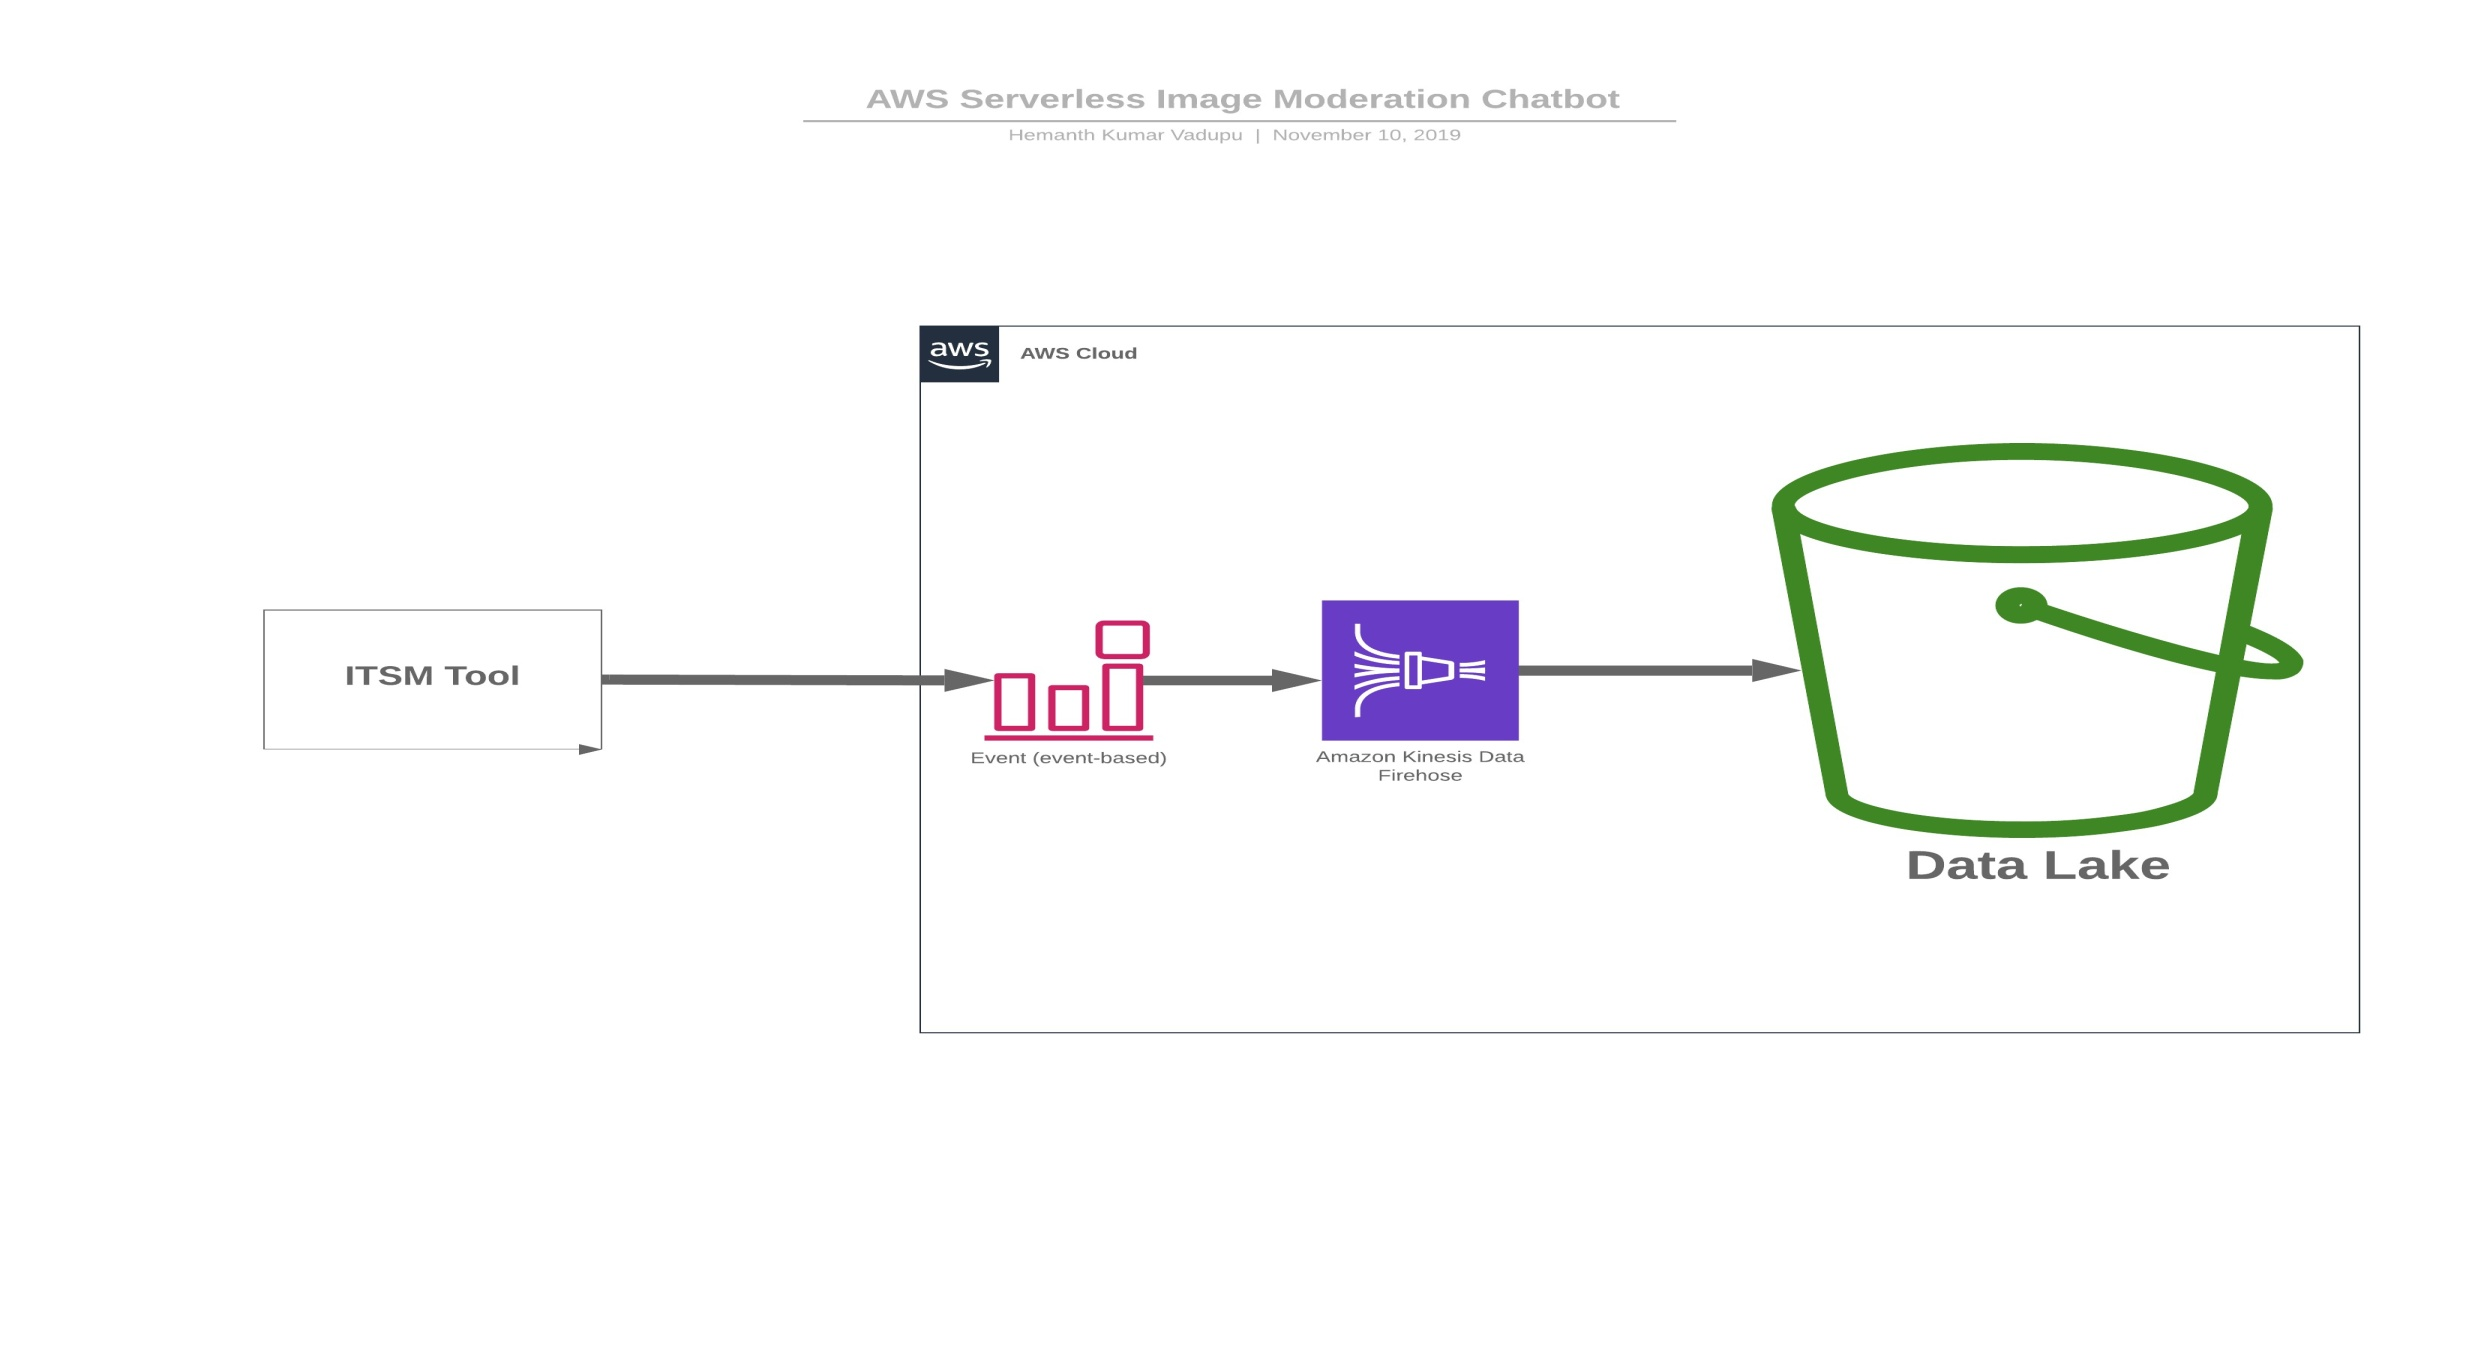 AWS Serverless Image Moderation Chatbot
Hemanth Kumar Vadupu | November 10, 2019
aws
AWS Cloud
ITSM Tool
Event (event-based)
Amazon Kinesis Data
Firehose
Data Lake